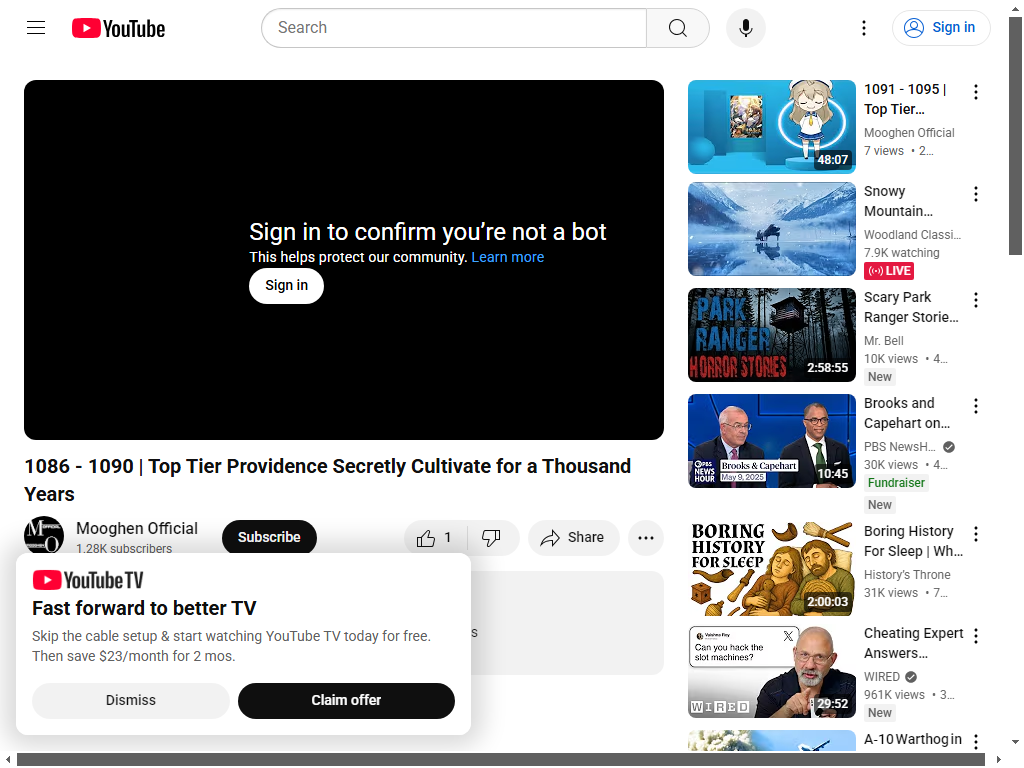 YouTube
Search
Sign in
Sign in to confirm you’re not a bot
This helps protect our community. Learn more
Sign in
1086 - 1090 | Top Tier Providence Secretly Cultivate for a Thousand
Years
Mooghen Official
1.28K subscribers
Subscribe
1
Share
YouTube TV
Fast forward to better TV
Skip the cable setup & start watching YouTube TV today for free.
Then save $23/month for 2 mos.
Dismiss
Claim offer
48:07
1091 - 1095 |
Top Tier…
Mooghen Official
7 views • 2…
Snowy
Mountain…
Woodland Classi…
7.9K watching
LIVE
PARK
RANGER
HORROR STORIES
2:58:55
Scary Park
Ranger Storie…
Mr. Bell
10K views • 4…
New
PBS
NEWS
HOUR
Brooks & Capehart
May 9, 2025
10:45
Brooks and
Capehart on…
PBS NewsH…
30K views • 4…
Fundraiser
New
BORING
HISTORY
FOR SLEEP
2:00:03
Boring History
For Sleep | Wh…
History’s Throne
31K views • 7…
Can you hack the
slot machines?
WIRED
29:52
Cheating Expert
Answers…
WIRED
961K views • 3…
New
A-10 Warthog in